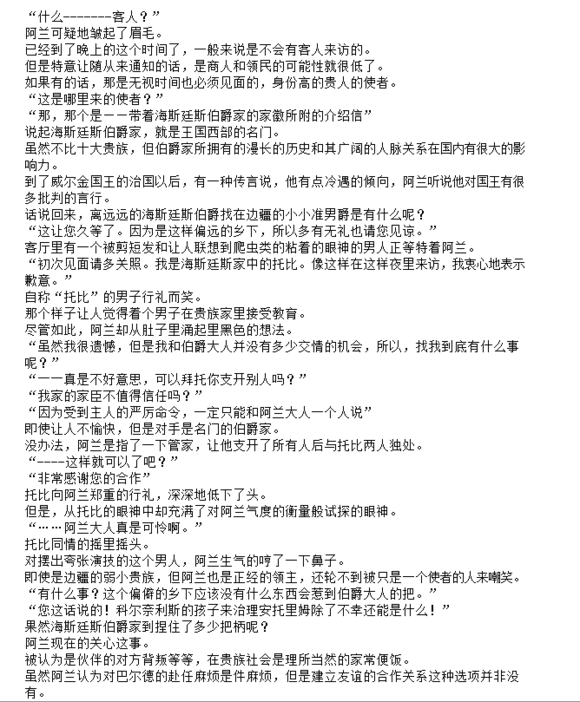 “什么-------客人？”
阿兰可疑地皱起了眉毛。
已经到了晚上的这个时间了，一般来说是不会有客人来访的。
但是特意让随从来通知的话，是商人和领民的可能性就很低了。
如果有的话，那是无视时间也必须见面的，身份高的贵人的使者。
“这是哪里来的使者？”
“那，那个是——带着海斯廷斯伯爵家的家徽所附的介绍信”
说起海斯廷斯伯爵家，就是王国西部的名门。
虽然不比十大贵族，但伯爵家所拥有的漫长的历史和其广阔的人脉关系在国内有很大的影
响力。
到了威尔金国王的治国以后，有一种传言说，他有点冷遇的倾向，阿兰听说他对国王有很
多批判的言行。
话说回来，离远远的海斯廷斯伯爵找在边疆的小小准男爵是有什么呢？
“这让您久等了。因为是这样偏远的乡下，所以多有无礼也请您见谅。”
客厅里有一个被剪短发和让人联想到爬虫类的粘着的眼神的男人正等特着阿兰。
“初次见面请多关照。我是海斯廷斯家中的托比。像这样在这样夜里来访，我衷心地表示
歉意。”
自称“托比”的男子行礼而笑。
那个样子让人觉得着个男子在贵族家里接受教育。
尽管如此，阿兰却从肚子里涌起里黑色的想法。
“虽然我很遗憾，但是我和伯爵大人并没有多少交情的机会，所以，找我到底有什么事
呢？”
“一一真是不好意思，可以拜托你支开别人吗？”
“我家的家臣不值得信任吗？”
“因为受到主人的严厉命令，一定只能和阿兰大人一个人说”
即使让人不愉快，但是对手是名门的伯爵家。
没办法，阿兰是指了一下管家，让他支开了所有人后与托比两人独处。
“----这样就可以了吧？”
“非常感谢您的合作”
托比向阿兰郑重的行礼，深深地低下了头。
但是，从托比的眼神中却充满了对阿兰气度的衡量般试探的眼神。
“……阿兰大人真是可怜啊。”
托比同情的摇里摇头。
对摆出夸张演技的这个男人，阿兰生气的哼了一下鼻子。
即使是边疆的弱小贵族，但阿兰也是正经的领主，还轮不到被只是一个使者的人来嘲笑。
“有什么事？这个偏僻的乡下应该没有什么东西会惹到伯爵大人的把。”
“您这话说的！科尔奈利斯的孩子来治理安托里姆除了不幸还能是什么！”
果然海斯廷斯伯爵家到捏住了多少把柄呢？
阿兰现在的关心这事。
被认为是伙伴的对方背叛等等，在贵族社会是理所当然的家常便饭。
虽然阿兰认为对巴尔德的赴任麻烦是件麻烦，但是建立友谊的合作关系这种选项并非没
有。